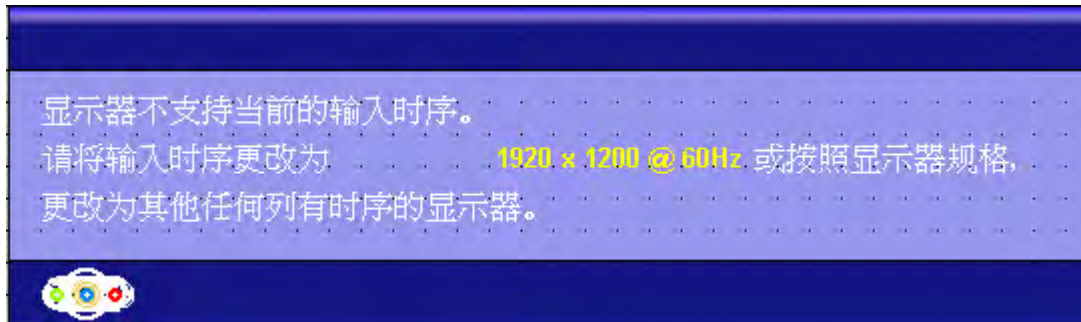 显示器不支持当前的输入时序。
请将输入时序更改为 1920 x 1200 @ 60Hz 或按照显示器规格,
更改为其他任何列有时序的显示器。